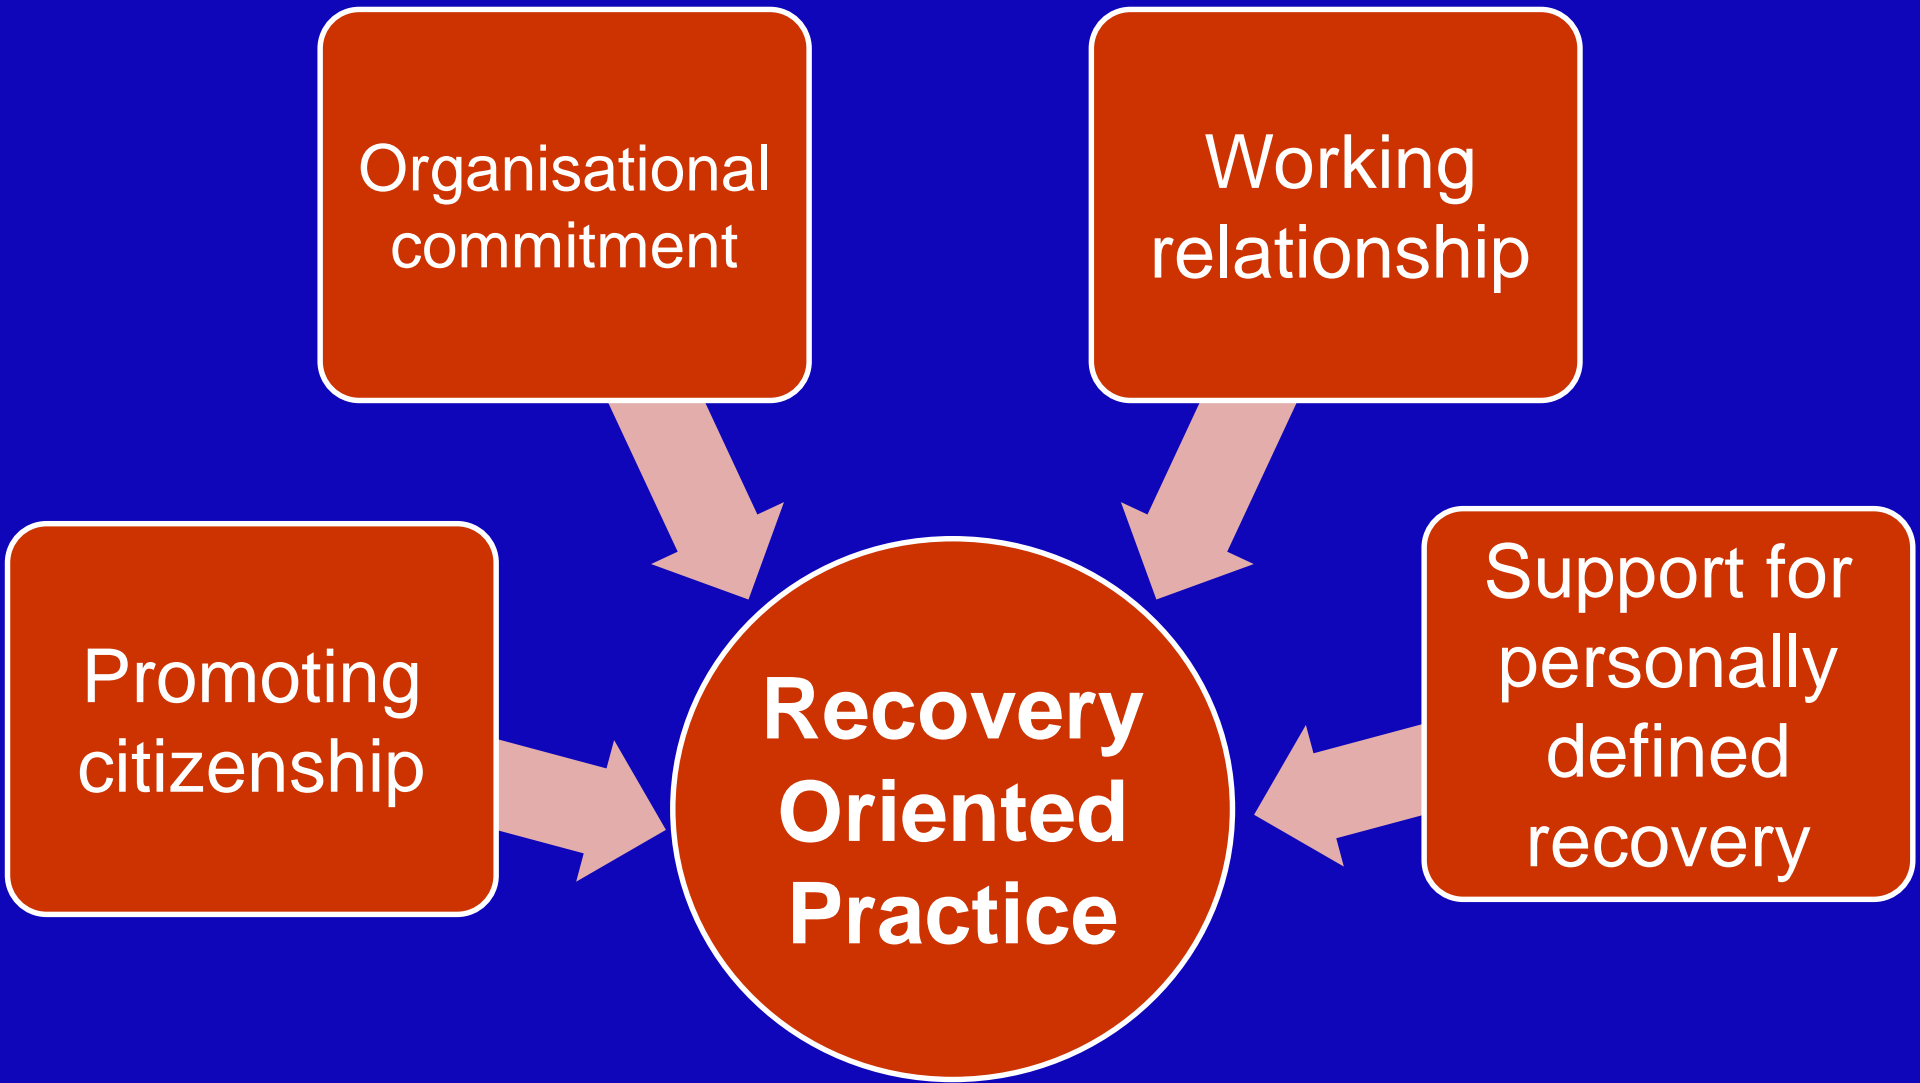 Organisational
commitment
Working
relationship
Promoting
citizenship
Support for
personally
defined
recovery
Recovery
Oriented
Practice